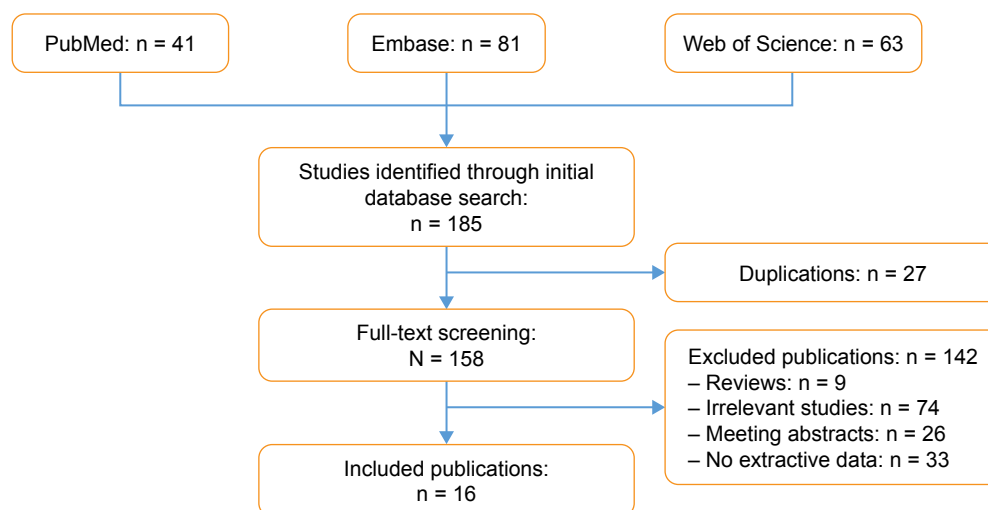 PubMed: n = 41
Embase: n = 81
Web of Science: n = 63
Studies identified through initial
database search:
n = 185
Duplications: n = 27
Full-text screening:
N = 158
Excluded publications: n = 142
– Reviews: n = 9
– Irrelevant studies: n = 74
– Meeting abstracts: n = 26
– No extractive data: n = 33
Included publications:
n = 16